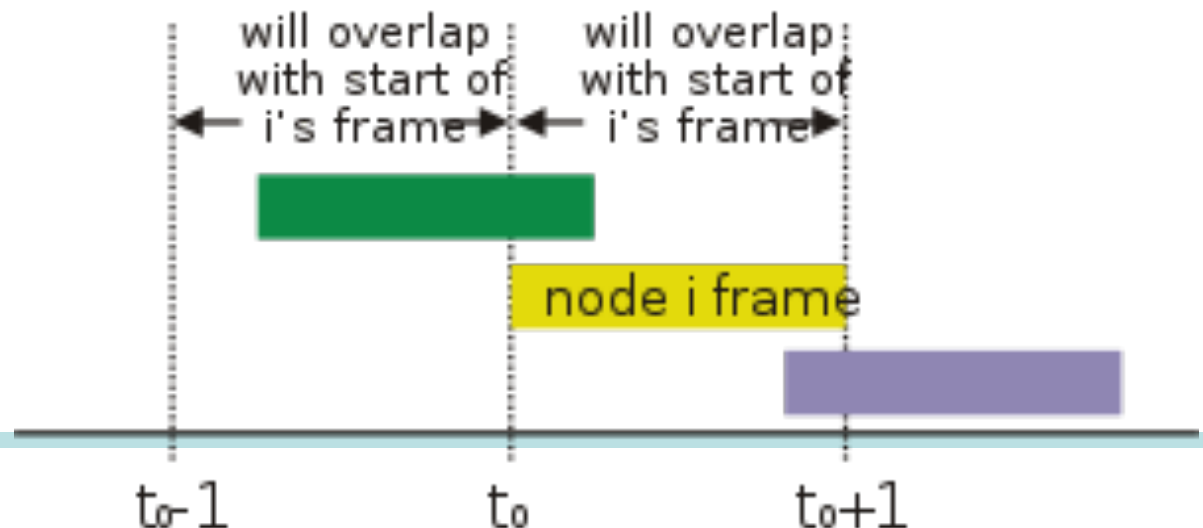 will overlap
with start of
i's frame
will overlap
with start of
i's frame
node i frame
t₀-1
t₀
t₀+1